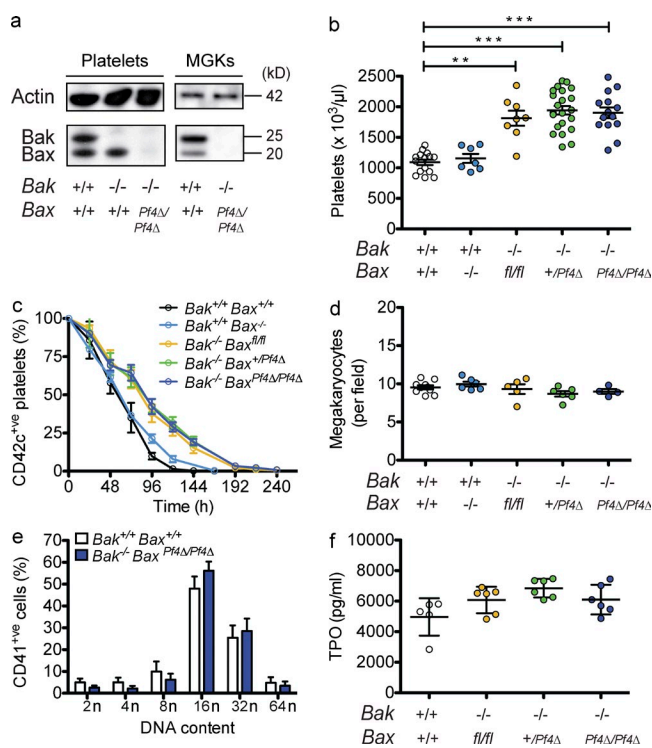 a
Platelets MGKs (kD)
Actin 42
Bak 25
Bax 20
Bak +/+ -/- -/- +/+ -/-
Bax +/+ +/+ Pf4Δ/Pf4Δ +/+ Pf4Δ/Pf4Δ
b
***
***
**
Platelets (x 10³/µl)
2500
2000
1500
1000
0
Bak +/+ +/+ -/- -/- -/-
Bax +/+ -/- fl/fl +/Pf4Δ Pf4Δ/Pf4Δ
c
CD42c+ve platelets (%)
100
75
50
25
0
Bak+/+ Bax+/+
Bak+/+ Bax-/-
Bak-/- Baxfl/fl
Bak-/- Bax+/Pf4Δ
Bak-/- BaxPf4Δ/Pf4Δ
0 48 96 144 192 240
Time (h)
d
Megakaryocytes (per field)
20
15
10
5
0
Bak +/+ +/+ -/- -/- -/-
Bax +/+ -/- fl/fl +/Pf4Δ Pf4Δ/Pf4Δ
e
Bak+/+ Bax+/+
Bak-/- Bax Pf4Δ/Pf4Δ
CD41+ve cells (%)
70
60
50
40
30
20
10
0
2n 4n 8n 16n 32n 64n
DNA content
f
TPO (pg/ml)
10000
8000
6000
4000
2000
0
Bak +/+ -/- -/- -/-
Bax +/+ fl/fl +/Pf4Δ Pf4Δ/Pf4Δ